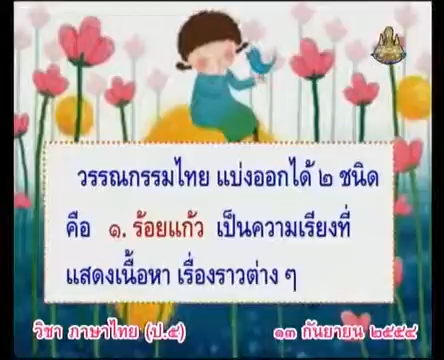 วรรณกรรมไทย แบ่งออกได้ ๒ ชนิด
คือ ๑. ร้อยแก้ว เป็นความเรียงที่
แสดงเนื้อหา เรื่องราวต่าง ๆ
วิชา ภาษาไทย (ป.๕) ๑๓ กันยายน ๒๕๕๔